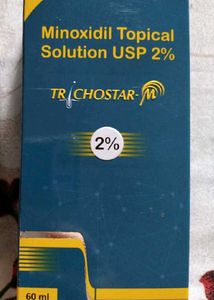 Minoxidil Topical
Solution USP 2%
TRICHOSTAR-M
2%
60 ml